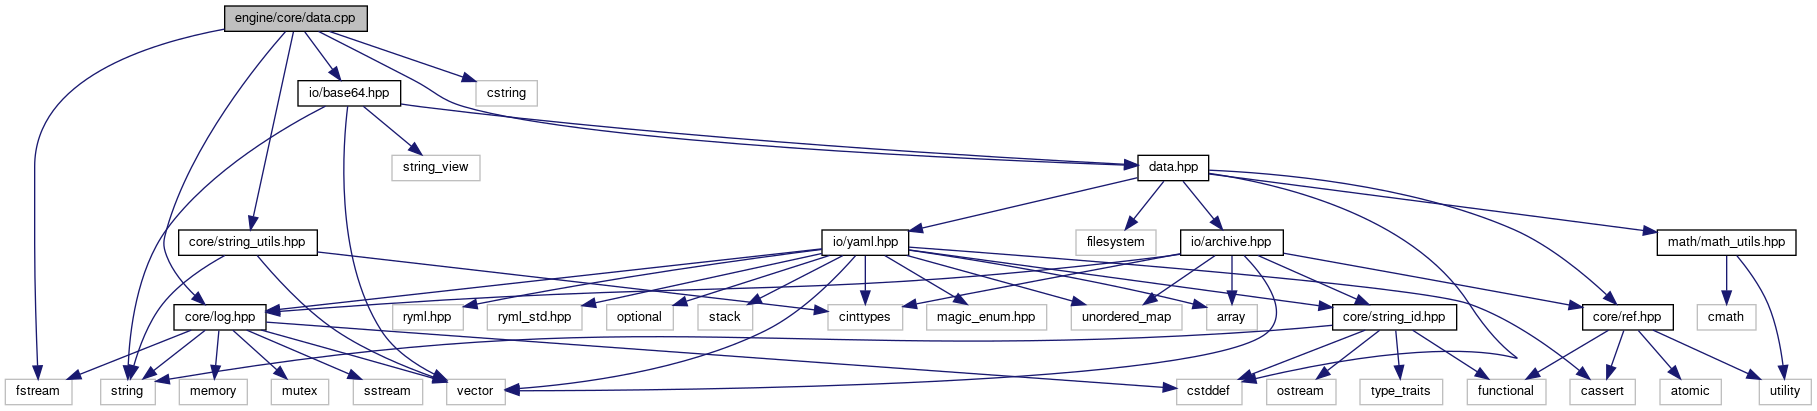 engine/core/data.cpp
io/base64.hpp
cstring
string_view
data.hpp
core/string_utils.hpp
io/yaml.hpp
filesystem
io/archive.hpp
math/math_utils.hpp
core/log.hpp
ryml.hpp
ryml_std.hpp
optional
stack
cinttypes
magic_enum.hpp
unordered_map
array
core/string_id.hpp
core/ref.hpp
cmath
fstream
string
memory
mutex
sstream
vector
cstddef
ostream
type_traits
functional
cassert
atomic
utility